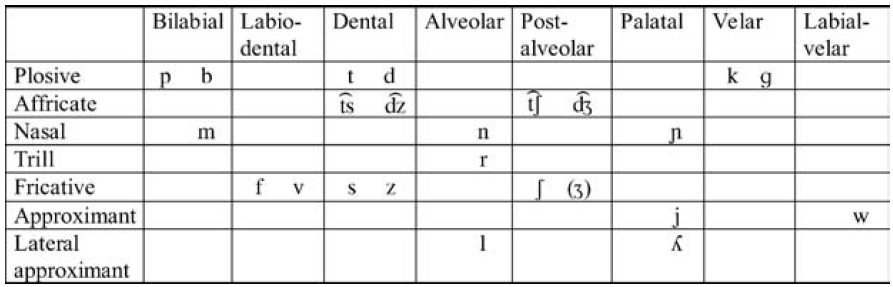 Bilabial Labio-dental Dental Alveolar Post-alveolar Palatal Velar Labial-velar
Plosive p b t d k ɡ
Affricate t͡s d͡z t͡ʃ d͡ʒ
Nasal m n ɲ
Trill r
Fricative f v s z ʃ (ʒ)
Approximant j w
Lateral approximant l ʎ